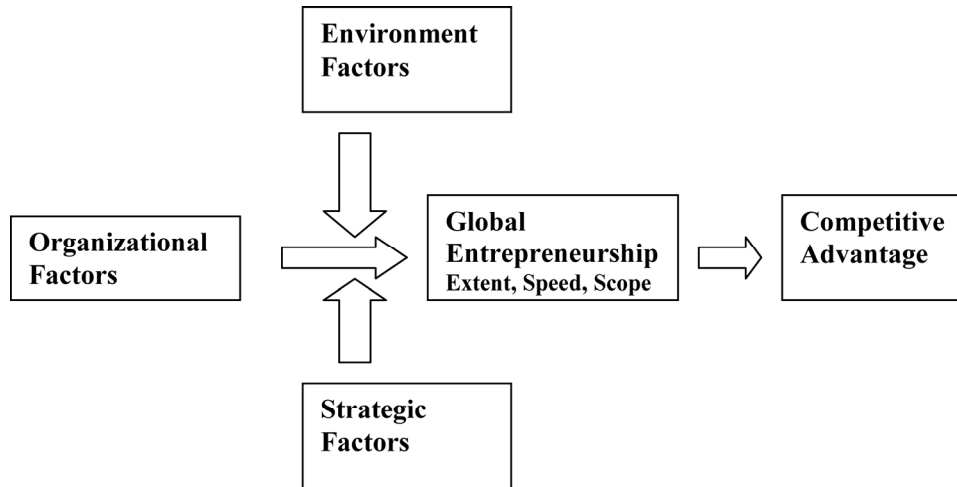 Environment
Factors
Organizational
Factors
Global
Entrepreneurship
Extent, Speed, Scope
Competitive
Advantage
Strategic
Factors